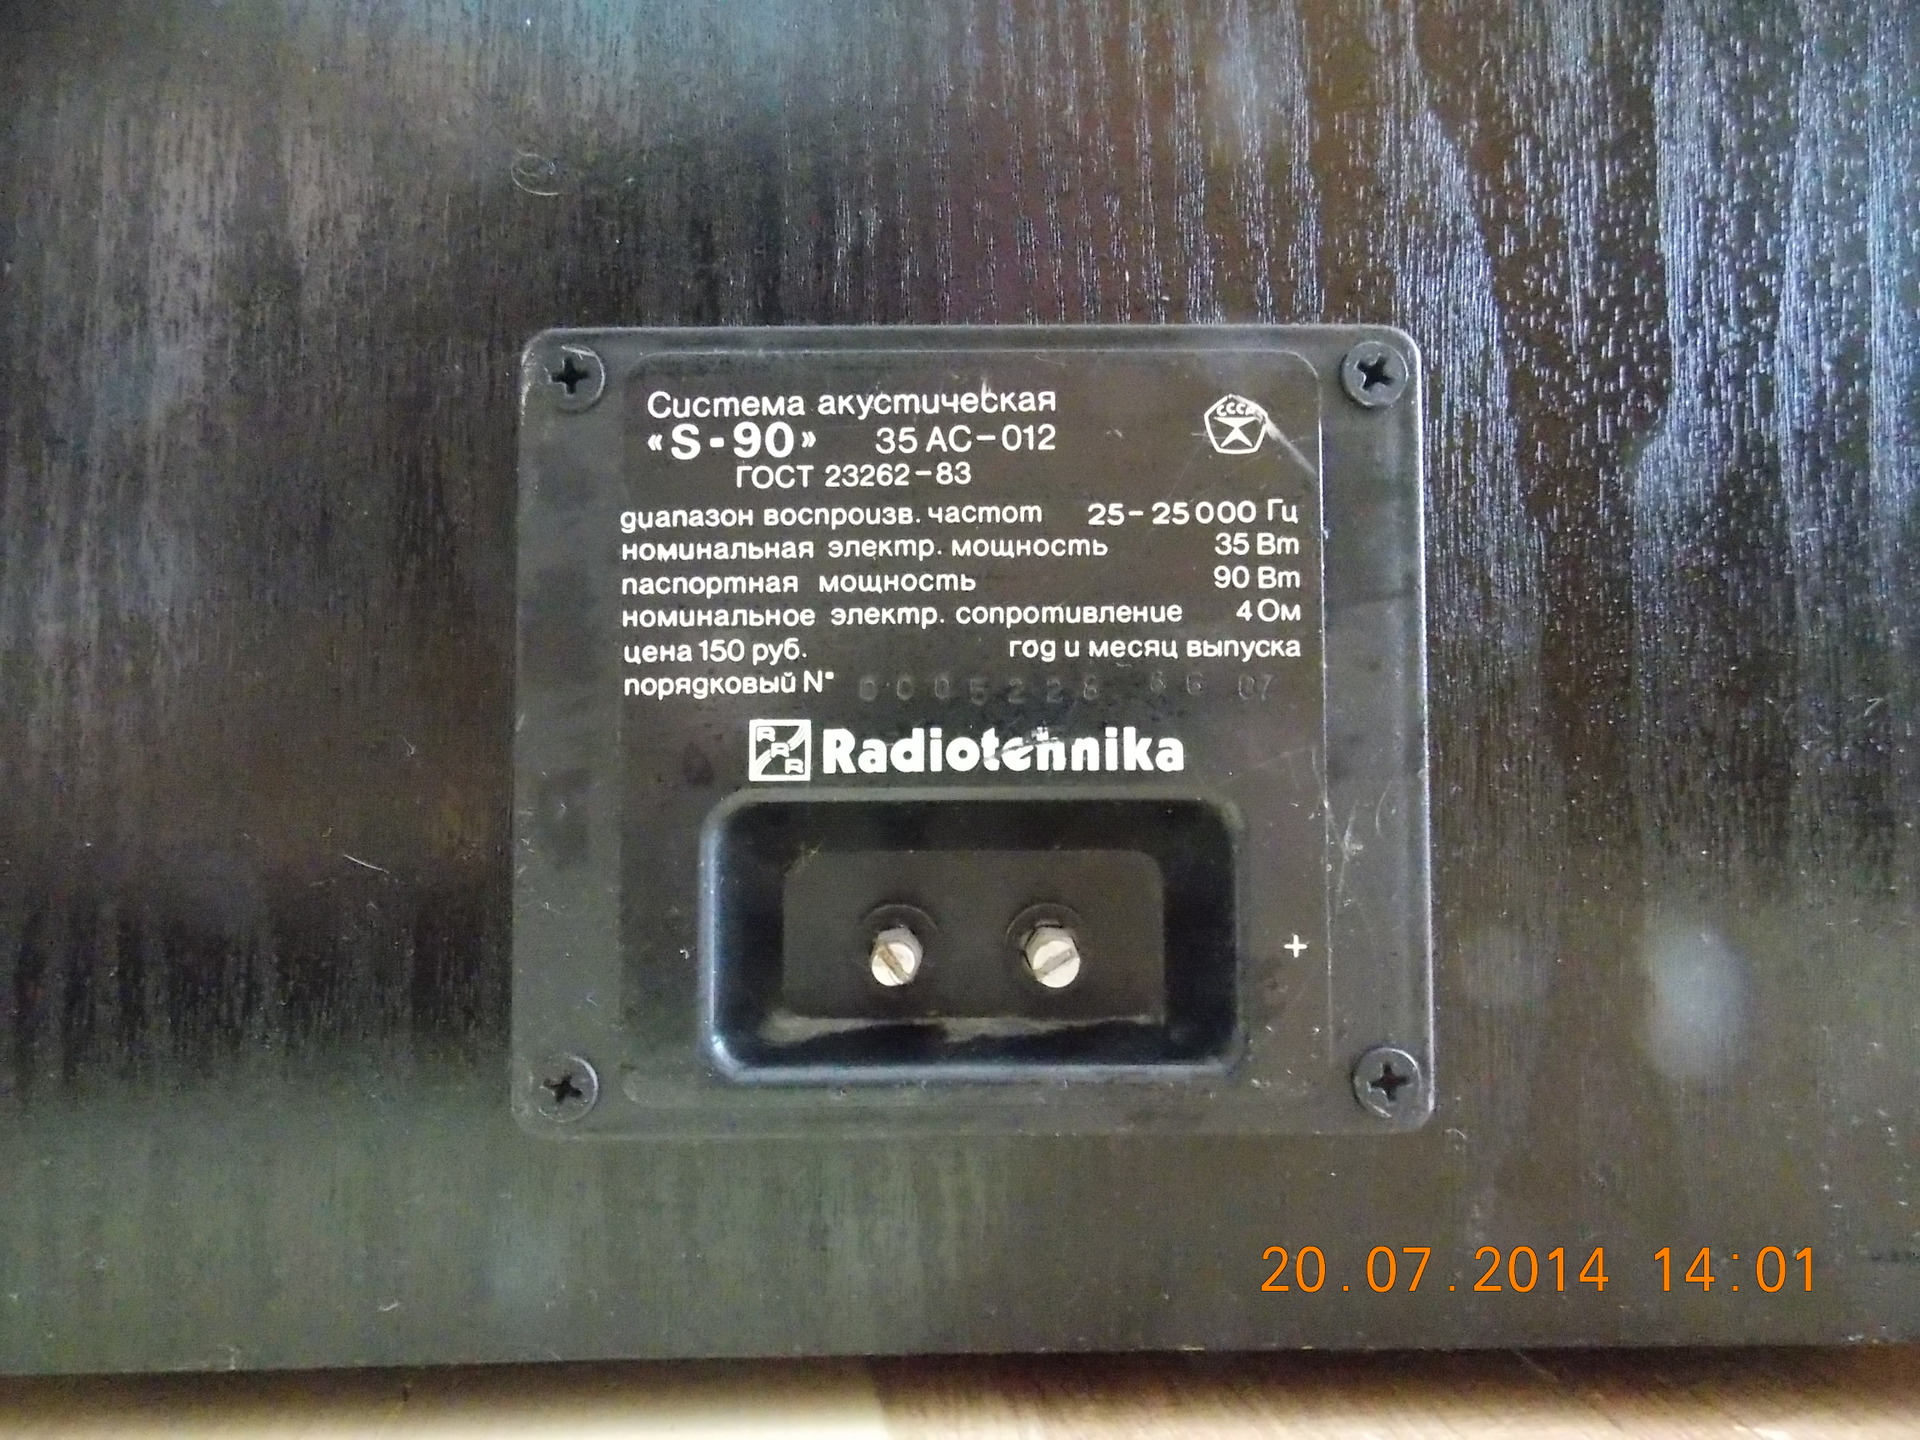 Система акустическая
СССР
«S-90» 35 АС-012
ГОСТ 23262-83
диапазон воспроизв. частот 25-25000 Гц
номинальная электр. мощность 35 Вт
паспортная мощность 90 Вт
номинальное электр. сопротивление 4 Ом
цена 150 руб. год и месяц выпуска
порядковый N° 07
RRR Radiotehnika
+
20.07.2014 14:01